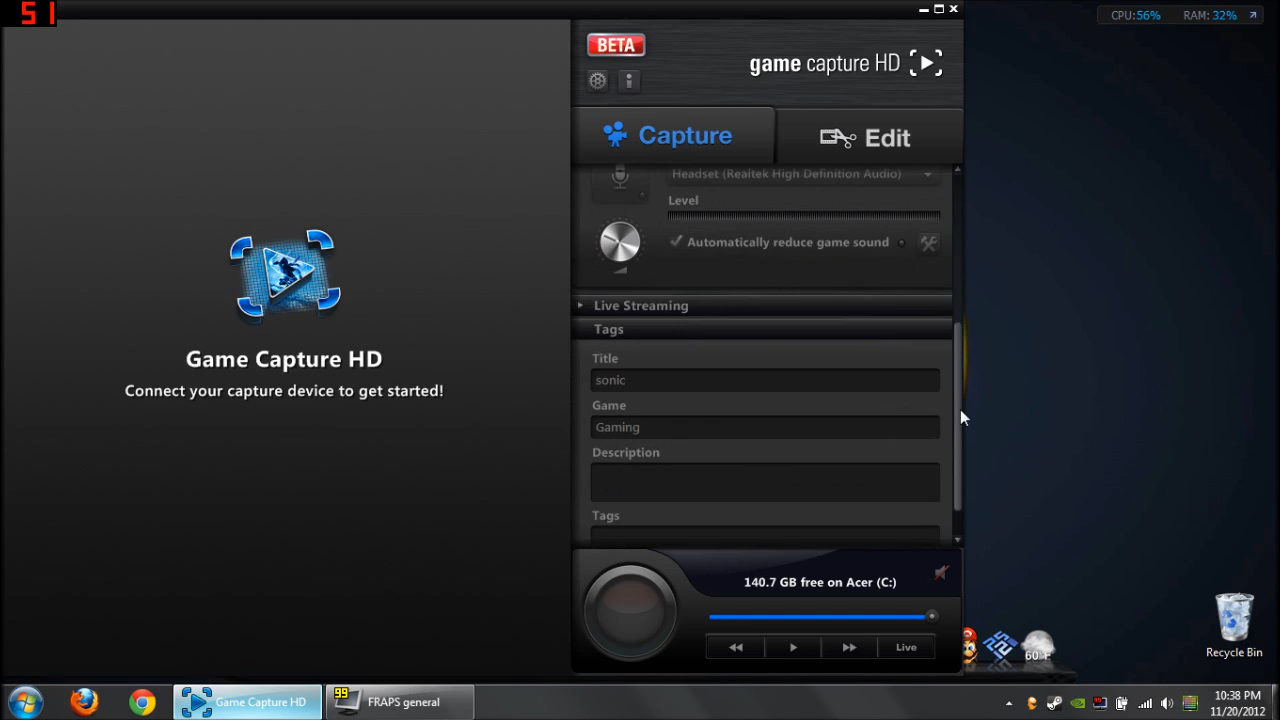 51
CPU:56% RAM: 32%
BETA
game capture HD
Capture
Edit
Headset (Realtek High Definition Audio)
Level
Automatically reduce game sound
Live Streaming
Tags
Title
sonic
Game
Gaming
Description
Tags
Game Capture HD
Connect your capture device to get started!
140.7 GB free on Acer (C:)
Live
60°F
Recycle Bin
Game Capture HD
99
FRAPS general
10:38 PM
11/20/2012